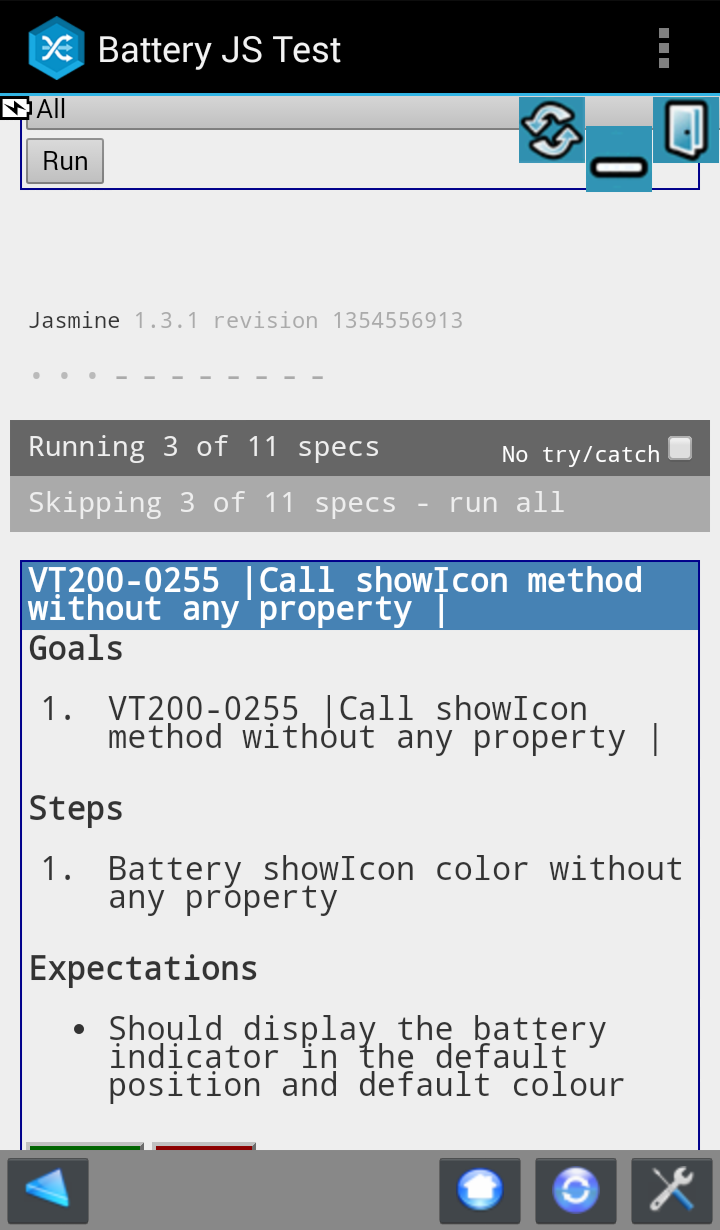 Battery JS Test
All
Run
Jasmine 1.3.1 revision 1354556913
• • • - - - - - - - -
Running 3 of 11 specs
No try/catch
Skipping 3 of 11 specs - run all
VT200-0255 |Call showIcon method
without any property |
Goals
1. VT200-0255 |Call showIcon
method without any property |
Steps
1. Battery showIcon color without
any property
Expectations
• Should display the battery
indicator in the default
position and default colour